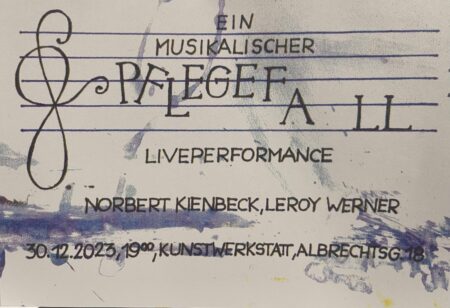 EIN
MUSIKALISCHER
PFLEGEFALL
LIVEPERFORMANCE
NORBERT KIENBECK, LEROY WERNER
30.12.2023, 19⁰⁰, KUNSTWERKSTATT, ALBRECHTSG. 18